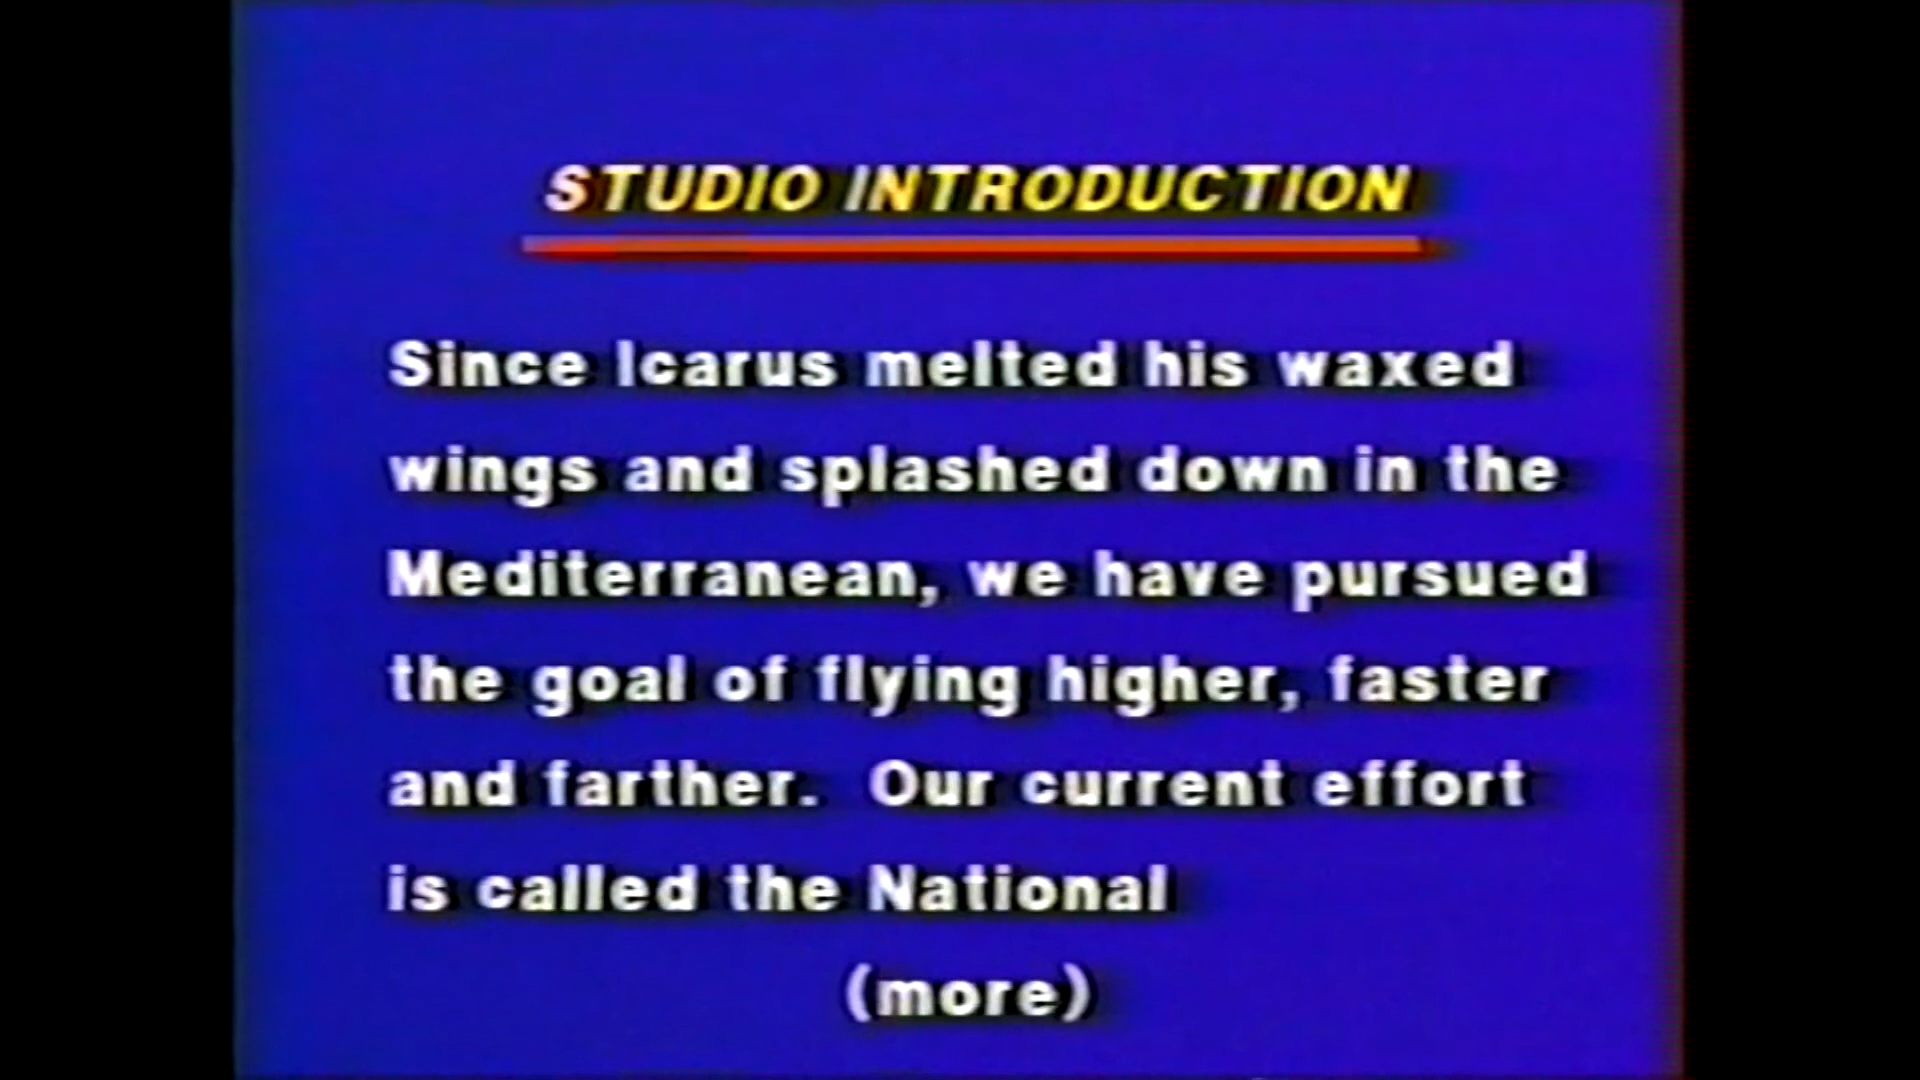 STUDIO INTRODUCTION
Since Icarus melted his waxed
wings and splashed down in the
Mediterranean, we have pursued
the goal of flying higher, faster
and farther.  Our current effort
is called the National
(more)